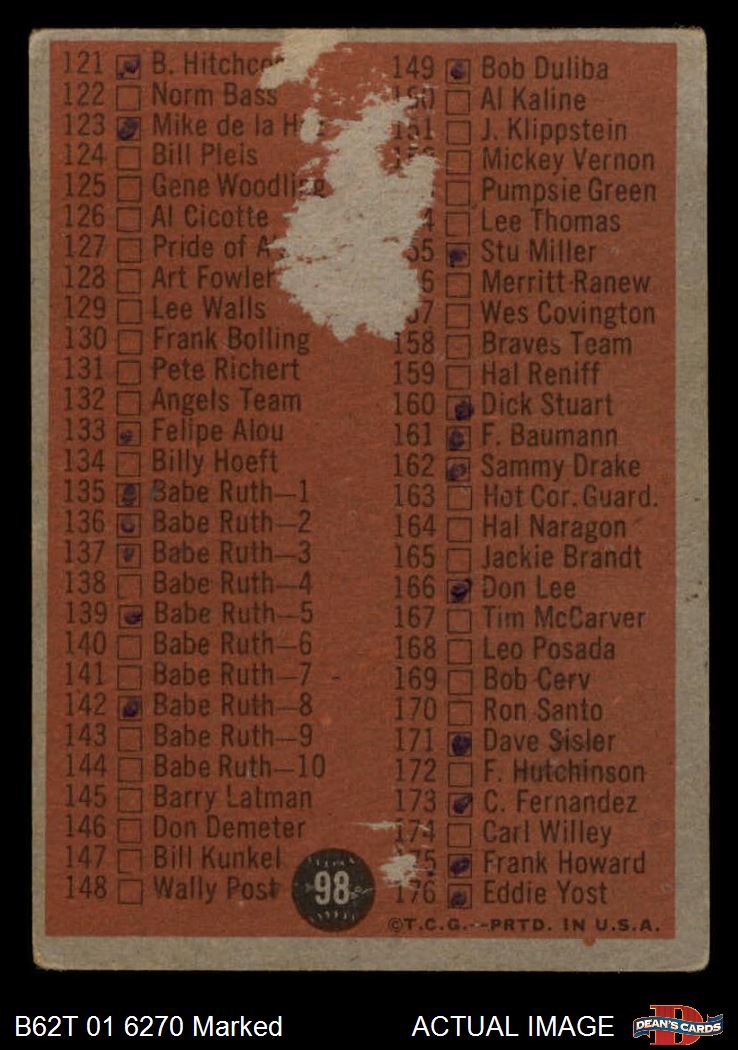 121 B. Hitchco
122 Norm Bass
123 Mike de la H
124 Bill Pleis
125 Gene Woodling
126 Al Cicotte
127 Pride of A
128 Art Fowler
129 Lee Walls
130 Frank Bolling
131 Pete Richert
132 Angels Team
133 Felipe Alou
134 Billy Hoeft
135 Babe Ruth—1
136 Babe Ruth—2
137 Babe Ruth—3
138 Babe Ruth—4
139 Babe Ruth—5
140 Babe Ruth—6
141 Babe Ruth—7
142 Babe Ruth—8
143 Babe Ruth—9
144 Babe Ruth—10
145 Barry Latman
146 Don Demeter
147 Bill Kunkel
148 Wally Post
98
149 Bob Duliba
150 Al Kaline
151 J. Klippstein
Mickey Vernon
Pumpsie Green
4 Lee Thomas
55 Stu Miller
6 Merritt Ranew
57 Wes Covington
158 Braves Team
159 Hal Reniff
160 Dick Stuart
161 F. Baumann
162 Sammy Drake
163 Hot Cor. Guard.
164 Hal Naragon
165 Jackie Brandt
166 Don Lee
167 Tim McCarver
168 Leo Posada
169 Bob Cerv
170 Ron Santo
171 Dave Sisler
172 F. Hutchinson
173 C. Fernandez
174 Carl Willey
175 Frank Howard
176 Eddie Yost
©T.C.G.—PRTD. IN U.S.A.
B62T 01 6270 Marked
ACTUAL IMAGE
D
DEAN'S CARDS